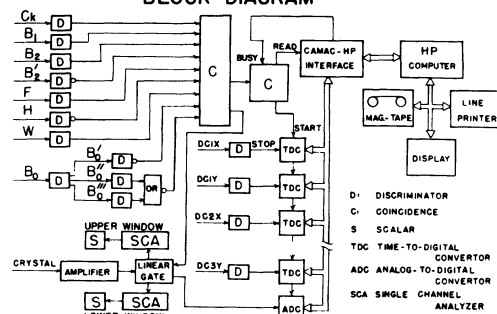 BLOCK DIAGRAM
Ck D
B1 D
B2 D
B2' D
F D
H D
W D
C
BUSY
READ
C
CAMAC-HP
INTERFACE
HP
COMPUTER
MAG-TAPE
LINE
PRINTER
DISPLAY
START
B0 D
B0' D
B0'' D
B0''' D
OR
DC1X D STOP TDC
DC1Y D TDC
DC2X D TDC
DC3Y D TDC
ADC
UPPER WINDOW
S SCA
CRYSTAL
AMPLIFIER
LINEAR
GATE
S SCA
LOWER WINDOW
D: DISCRIMINATOR
C: COINCIDENCE
S SCALAR
TDC TIME-TO-DIGITAL
CONVERTOR
ADC ANALOG-TO-DIGITAL
CONVERTOR
SCA SINGLE CHANNEL
ANALYZER